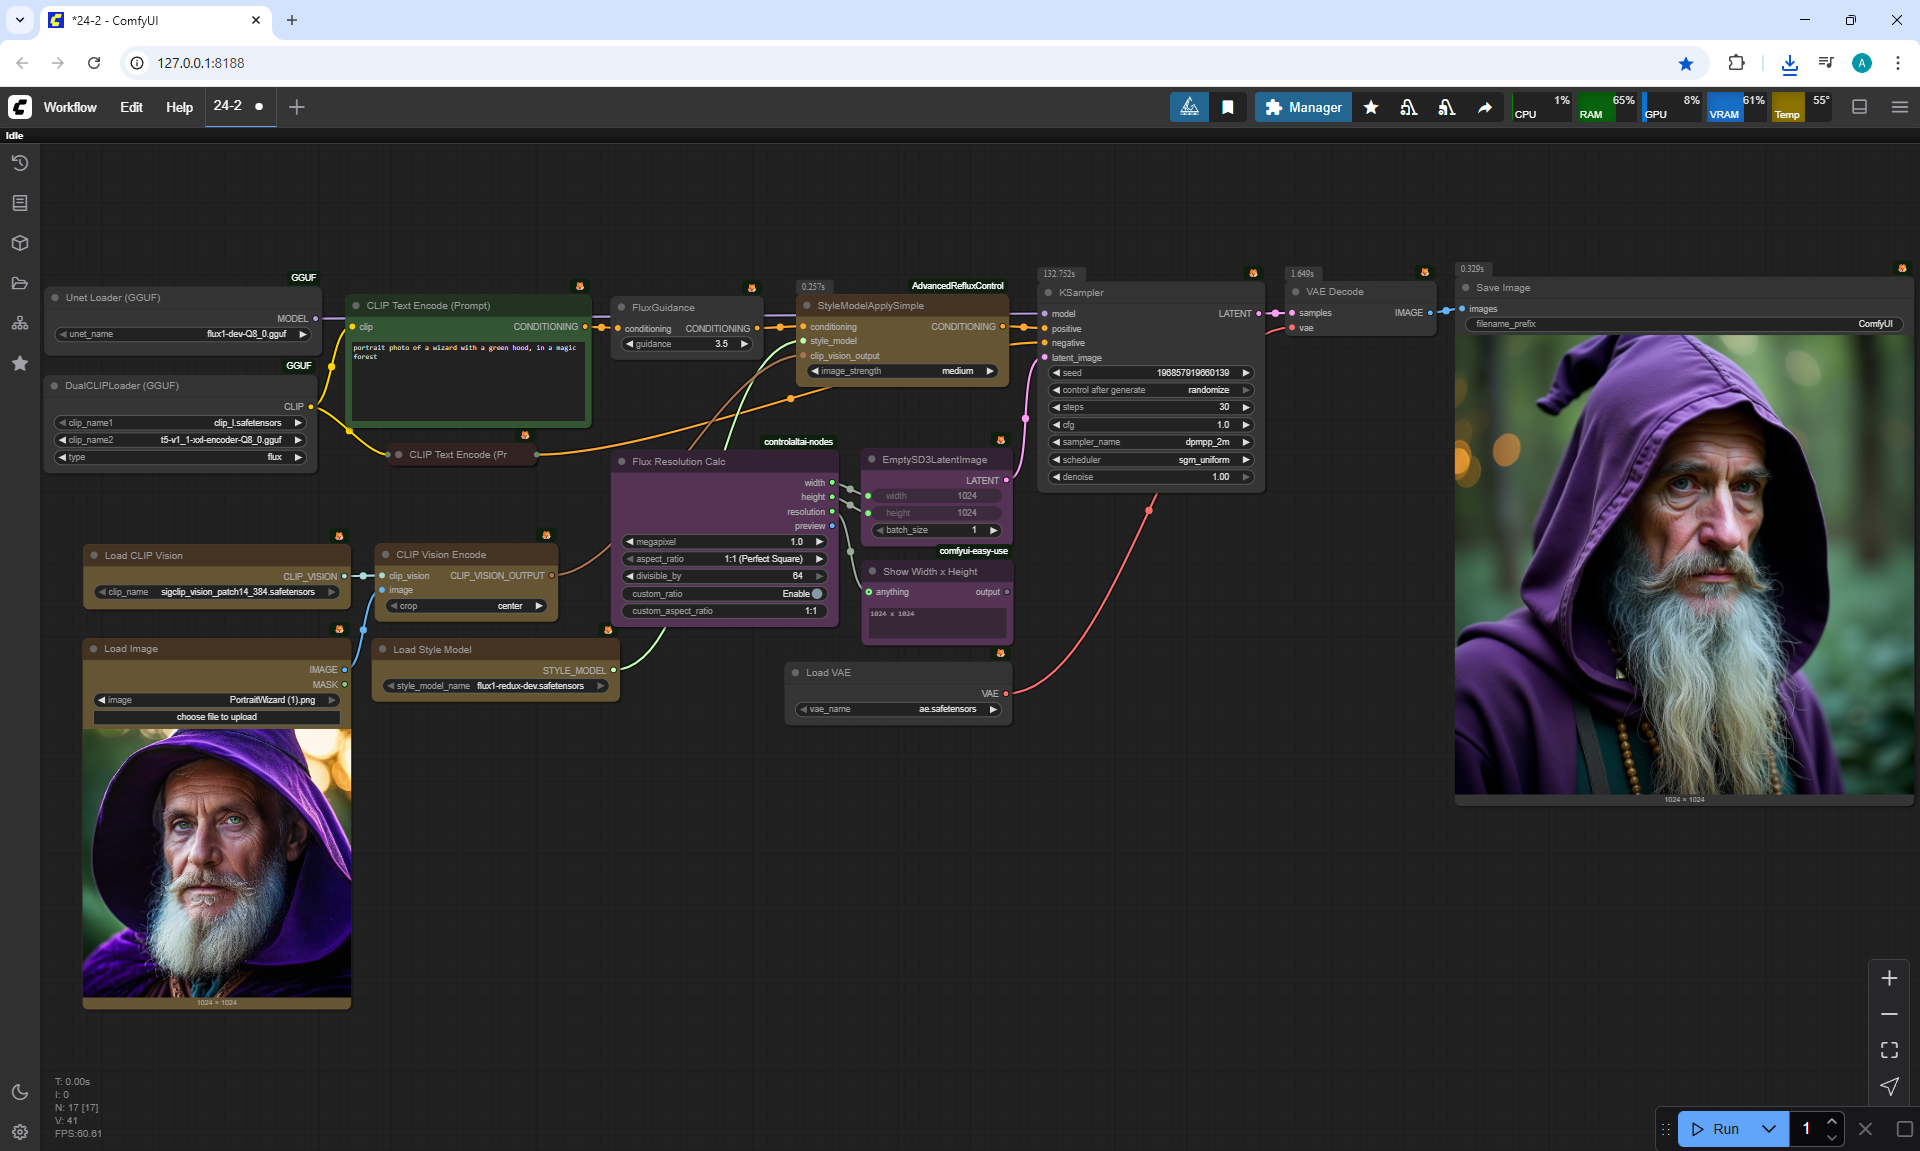 *24-2 - ComfyUI
127.0.0.1:8188
Workflow Edit Help 24-2
Manager
CPU 1% RAM 65% GPU 8% VRAM 61% Temp 55°
Idle
GGUF
Unet Loader (GGUF)
MODEL
unet_name flux1-dev-Q8_0.gguf
GGUF
DualCLIPLoader (GGUF)
CLIP
clip_name1 clip_l.safetensors
clip_name2 t5-v1_1-xxl-encoder-Q8_0.gguf
type flux
CLIP Text Encode (Prompt)
clip CONDITIONING
portrait photo of a wizard with a green hood, in a magic
forest
CLIP Text Encode (Pr
FluxGuidance
conditioning CONDITIONING
guidance 3.5
0.257s AdvancedRefluxControl
StyleModelApplySimple
conditioning CONDITIONING
style_model
clip_vision_output
image_strength medium
132.752s
KSampler
model LATENT
positive
negative
latent_image
seed 196857919660139
control after generate randomize
steps 30
cfg 1.0
sampler_name dpmpp_2m
scheduler sgm_uniform
denoise 1.00
1.649s
VAE Decode
samples IMAGE
vae
0.329s
Save Image
images
filename_prefix ComfyUI
1024 × 1024
controlaltai-nodes
Flux Resolution Calc
width
height
resolution
preview
megapixel 1.0
aspect_ratio 1:1 (Perfect Square)
divisible_by 64
custom_ratio Enable
custom_aspect_ratio 1:1
EmptySD3LatentImage
LATENT
width 1024
height 1024
batch_size 1
comfyui-easy-use
Show Width x Height
anything output
1024 x 1024
Load VAE
VAE
vae_name ae.safetensors
Load CLIP Vision
CLIP_VISION
clip_name sigclip_vision_patch14_384.safetensors
CLIP Vision Encode
clip_vision CLIP_VISION_OUTPUT
image
crop center
Load Image
IMAGE
MASK
image PortraitWizard (1).png
choose file to upload
1024 × 1024
Load Style Model
STYLE_MODEL
style_model_name flux1-redux-dev.safetensors
T: 0.00s
I: 0
N: 17 [17]
V: 41
FPS:60.61
Run 1